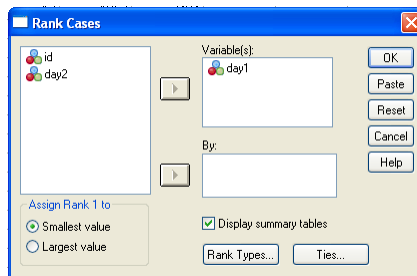 Rank Cases
id
day2
Variable(s):
day1
By:
Assign Rank 1 to
Smallest value
Largest value
Display summary tables
Rank Types...
Ties...
OK
Paste
Reset
Cancel
Help